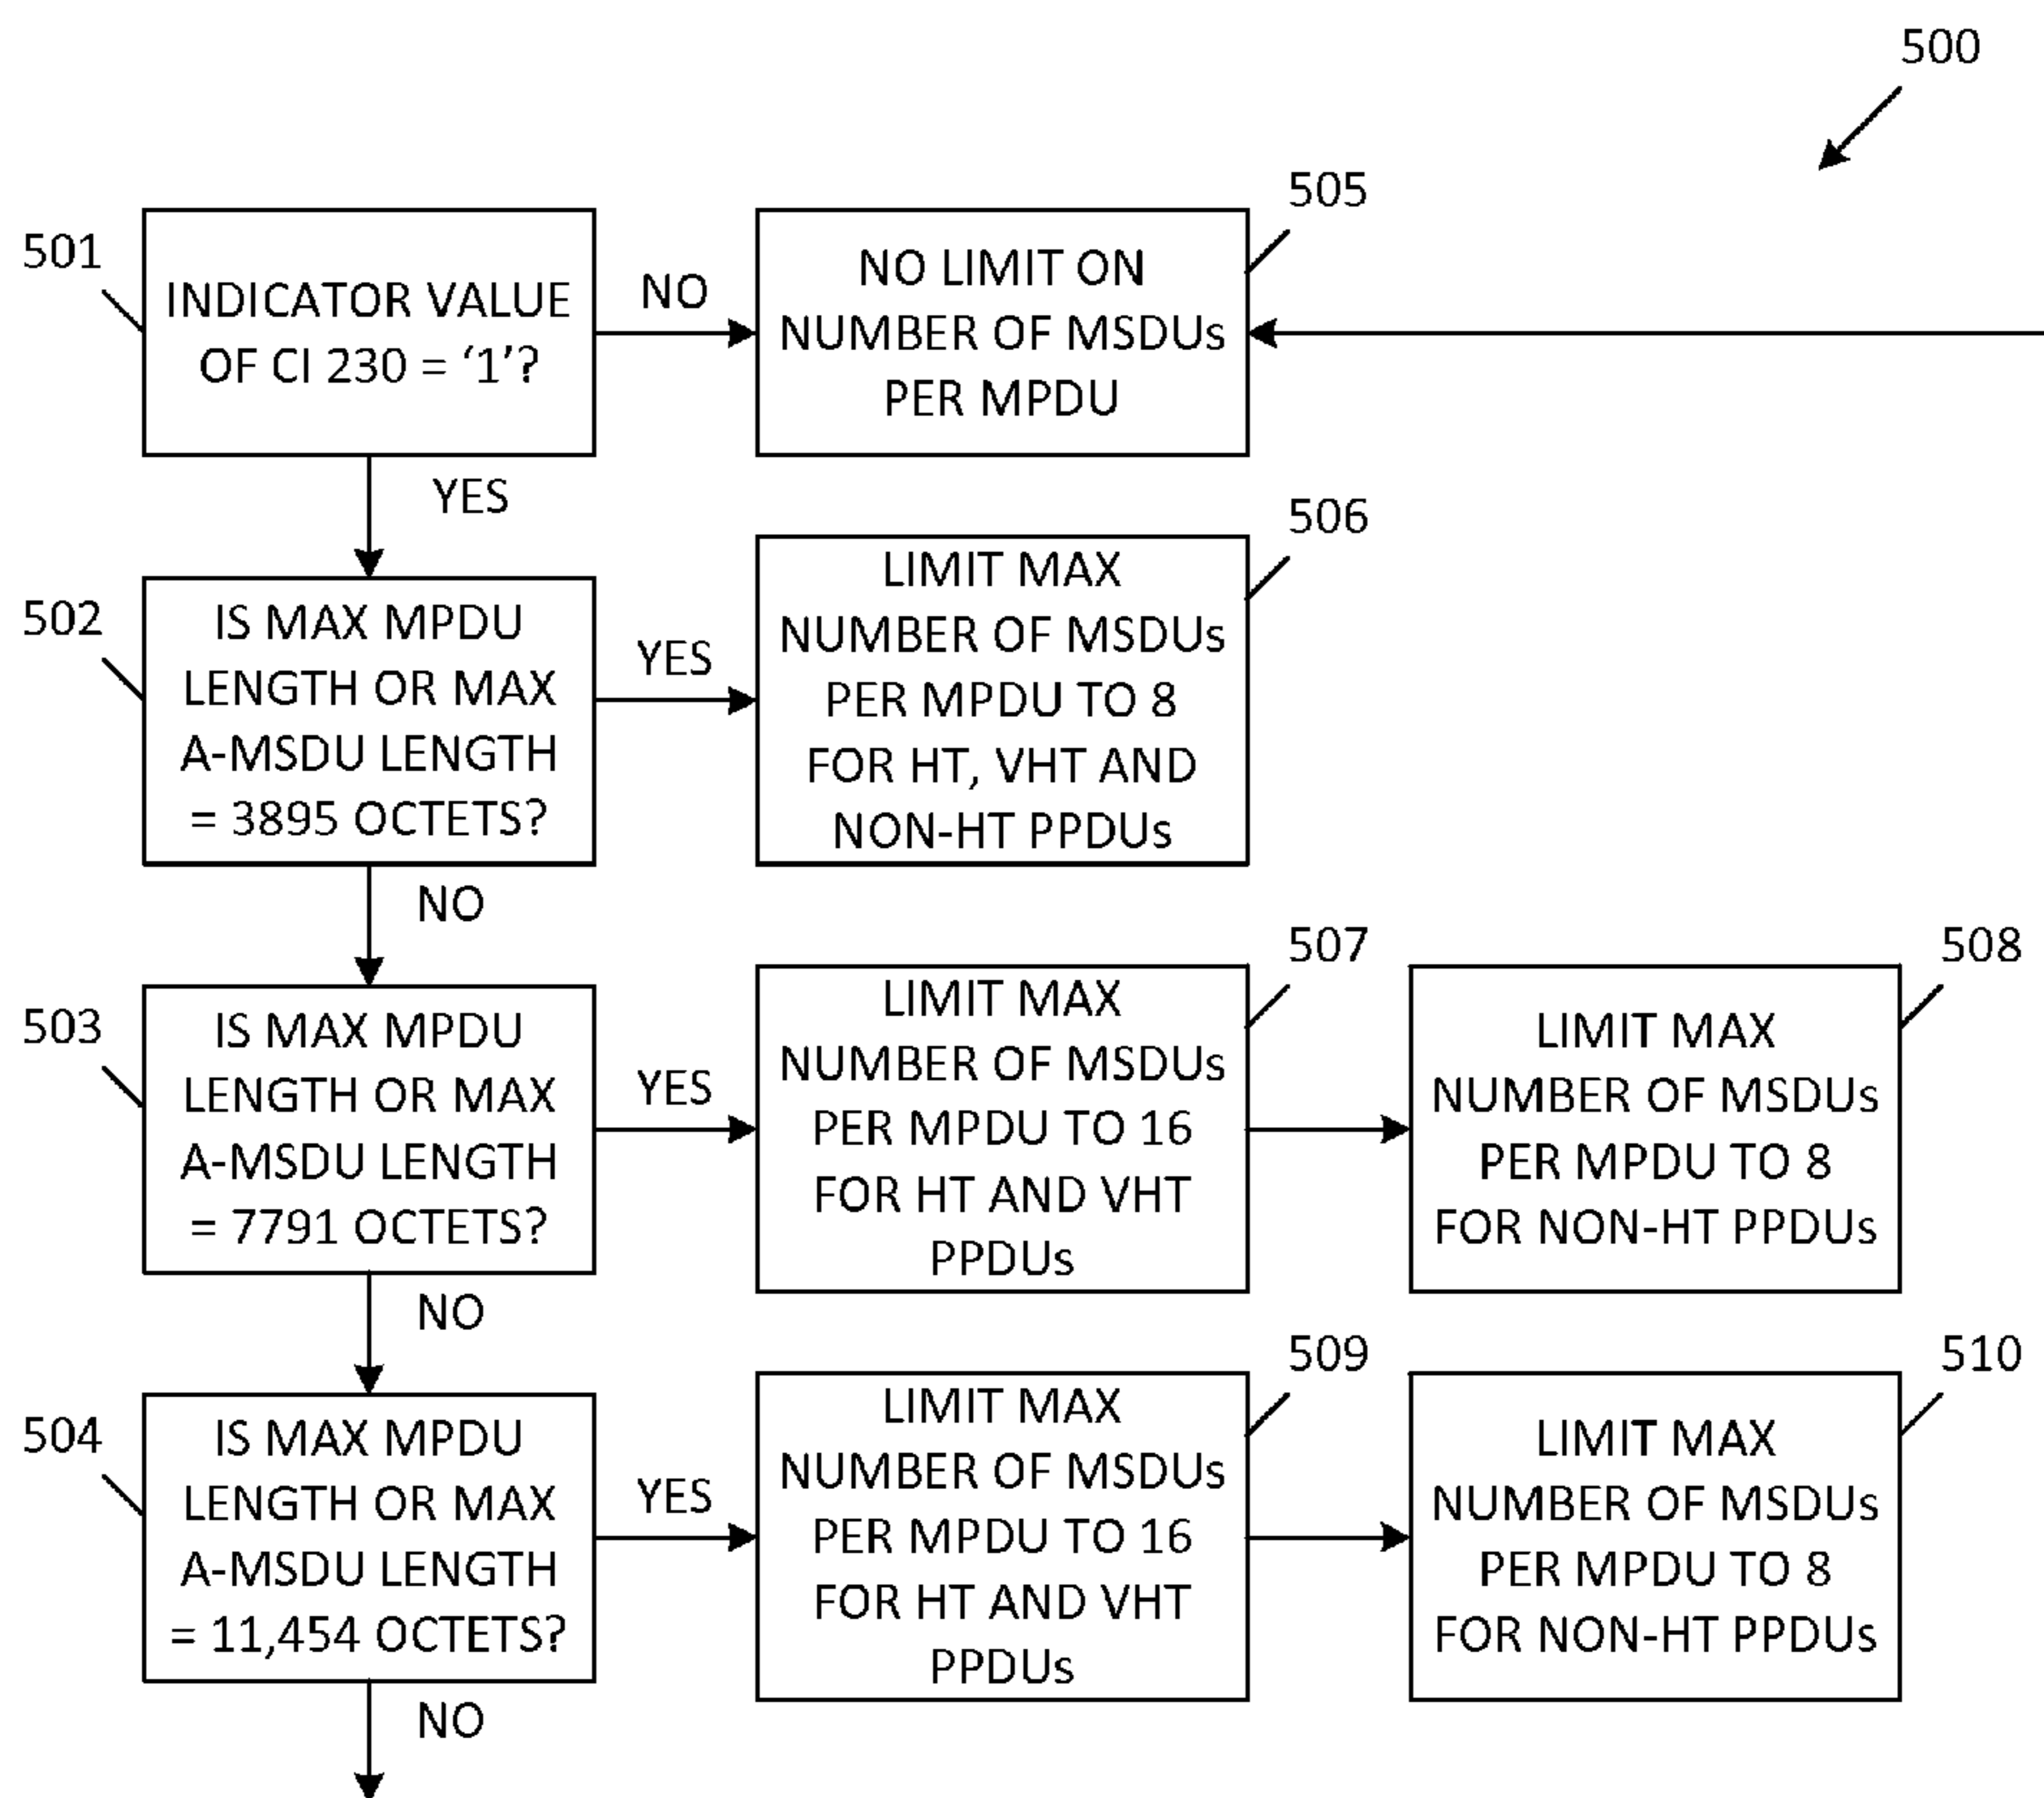 500
501
INDICATOR VALUE
OF CI 230 = ‘1’?
NO
505
NO LIMIT ON
NUMBER OF MSDUs
PER MPDU
YES
502
IS MAX MPDU
LENGTH OR MAX
A-MSDU LENGTH
= 3895 OCTETS?
YES
506
LIMIT MAX
NUMBER OF MSDUs
PER MPDU TO 8
FOR HT, VHT AND
NON-HT PPDUs
NO
503
IS MAX MPDU
LENGTH OR MAX
A-MSDU LENGTH
= 7791 OCTETS?
YES
507
LIMIT MAX
NUMBER OF MSDUs
PER MPDU TO 16
FOR HT AND VHT
PPDUs
508
LIMIT MAX
NUMBER OF MSDUs
PER MPDU TO 8
FOR NON-HT PPDUs
NO
504
IS MAX MPDU
LENGTH OR MAX
A-MSDU LENGTH
= 11,454 OCTETS?
YES
509
LIMIT MAX
NUMBER OF MSDUs
PER MPDU TO 16
FOR HT AND VHT
PPDUs
510
LIMIT MAX
NUMBER OF MSDUs
PER MPDU TO 8
FOR NON-HT PPDUs
NO